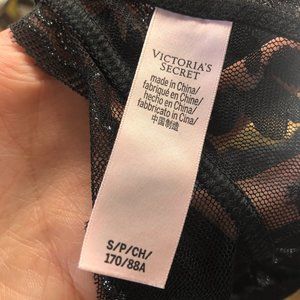 VICTORIA'S
SECRET
made in China/
fabriqué en Chine/
hecho en China/
fabbricato in Cina/
中国制造
S/P/CH/
170/88A